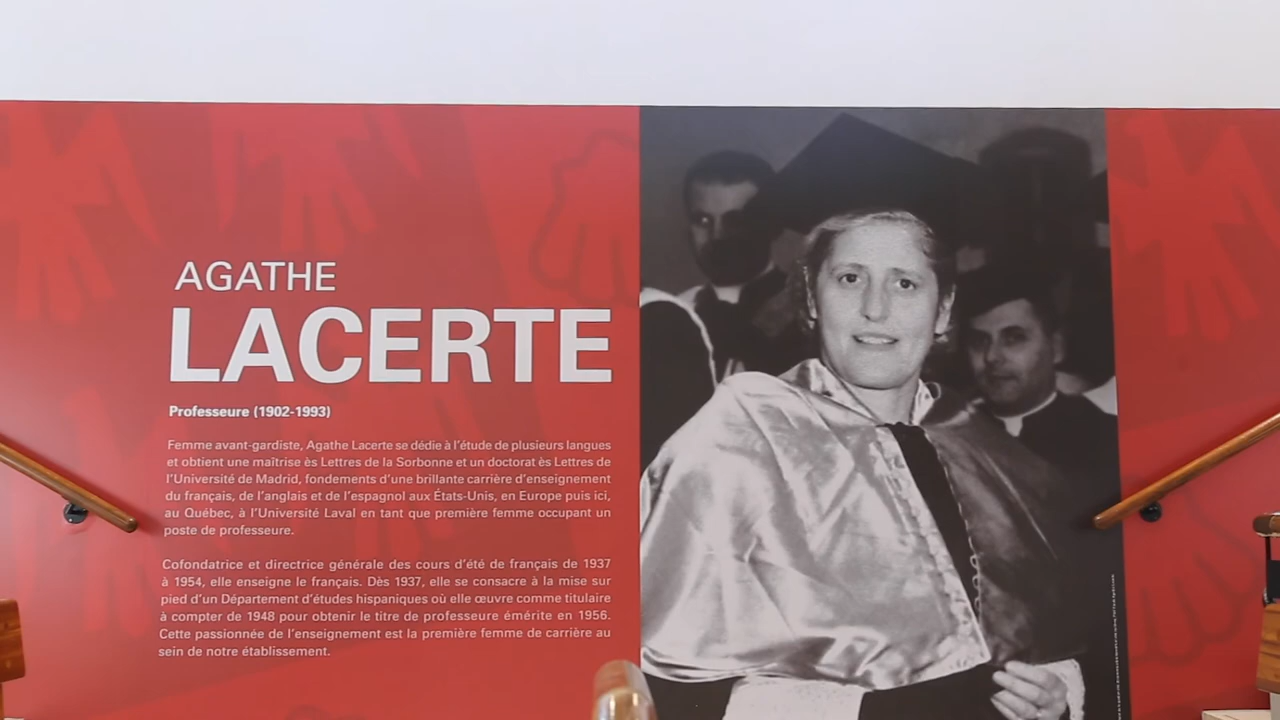 AGATHE
LACERTE
Professeure (1902-1993)
Femme avant-gardiste, Agathe Lacerte se dédie à l'étude de plusieurs langues
et obtient une maîtrise ès Lettres de la Sorbonne et un doctorat ès Lettres de
l'Université de Madrid, fondements d'une brillante carrière d'enseignement
du français, de l'anglais et de l'espagnol aux États-Unis, en Europe puis ici,
au Québec, à l'Université Laval en tant que première femme occupant un
poste de professeure.
Cofondatrice et directrice générale des cours d'été de français de 1937
à 1954, elle enseigne le français. Dès 1937, elle se consacre à la mise sur
pied d'un Département d'études hispaniques où elle œuvre comme titulaire
à compter de 1948 pour obtenir le titre de professeure émérite en 1956.
Cette passionnée de l'enseignement est la première femme de carrière au
sein de notre établissement.